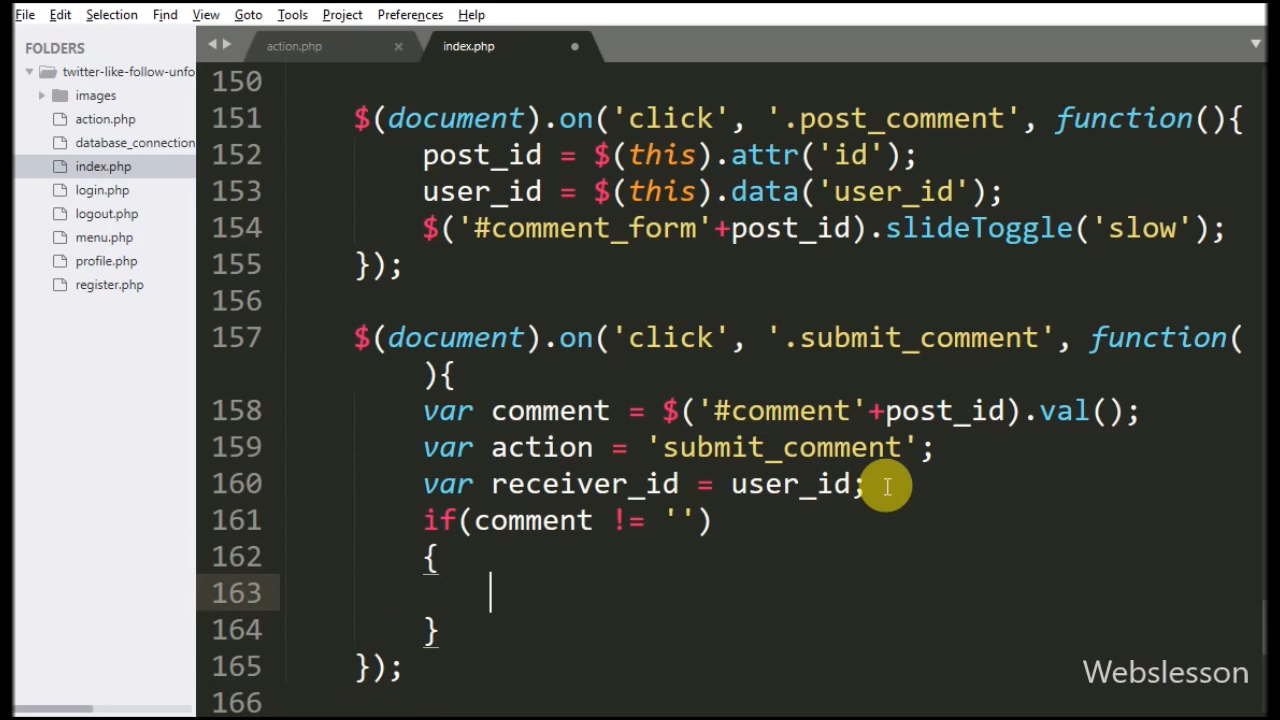 File Edit Selection Find View Goto Tools Project Preferences Help
FOLDERS
twitter-like-follow-unfo
images
action.php
database_connection
index.php
login.php
logout.php
menu.php
profile.php
register.php
action.php × index.php
150
151 $(document).on('click', '.post_comment', function(){
152 post_id = $(this).attr('id');
153 user_id = $(this).data('user_id');
154 $('#comment_form'+post_id).slideToggle('slow');
155 });
156
157 $(document).on('click', '.submit_comment', function(
){
158 var comment = $('#comment'+post_id).val();
159 var action = 'submit_comment';
160 var receiver_id = user_id;
161 if(comment != '')
162 {
163
164 }
165 });
166
Webslesson